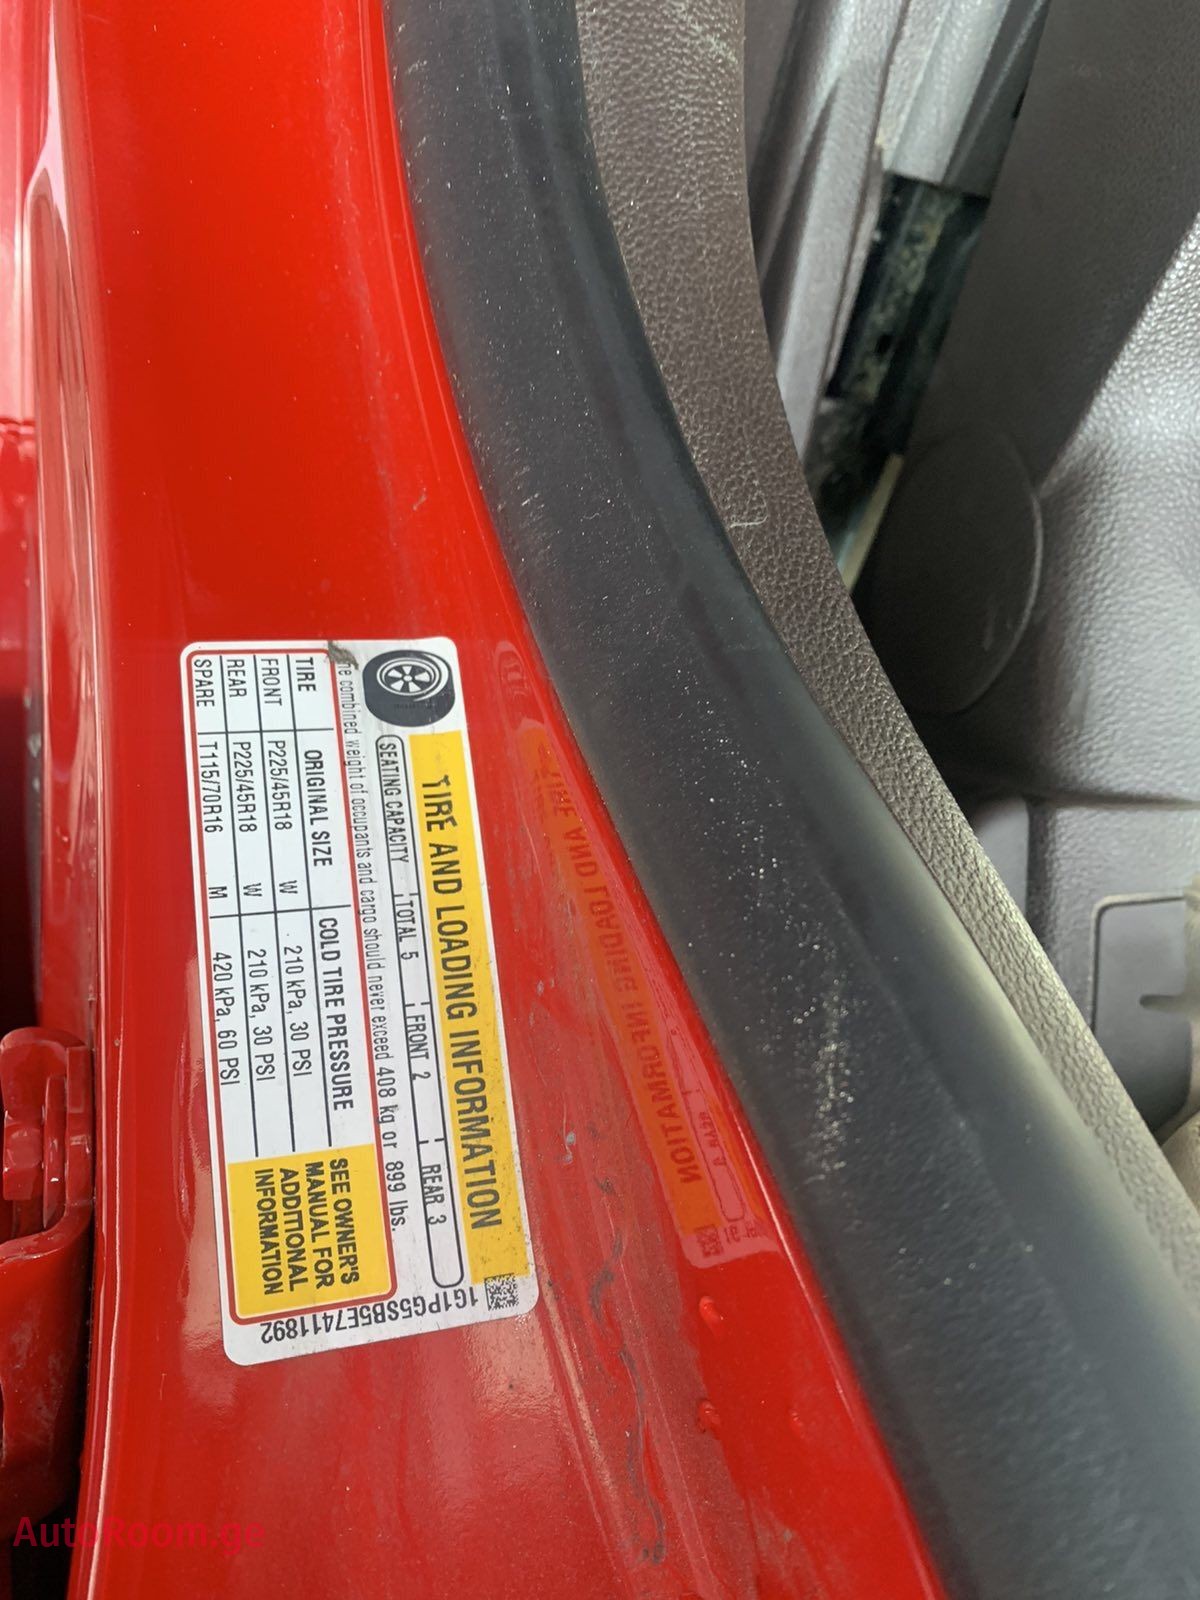 TIRE AND LOADING INFORMATION
SEATING CAPACITY TOTAL 5 FRONT 2 REAR 3
The combined weight of occupants and cargo should never exceed 408 kg or 899 lbs.
TIRE ORIGINAL SIZE COLD TIRE PRESSURE
FRONT P225/45R18 W 210 kPa, 30 PSI
REAR P225/45R18 W 210 kPa, 30 PSI
SPARE T115/70R16 M 420 kPa, 60 PSI
SEE OWNER'S
MANUAL FOR
ADDITIONAL
INFORMATION
1G1PG5SB5E7411892
AutoRoom.ge